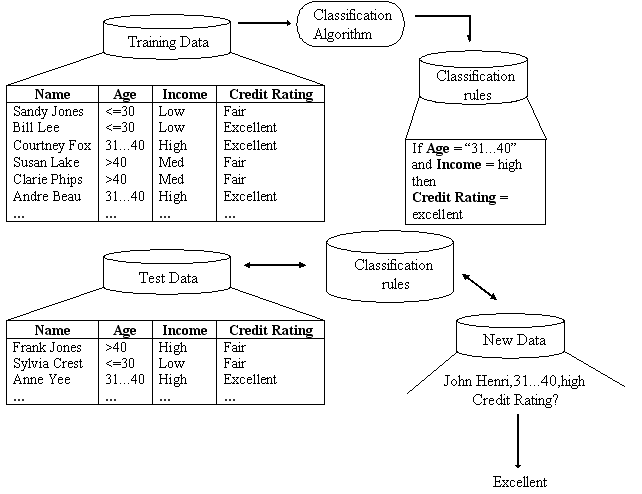 Training Data
Classification
Algorithm
Classification
rules
Name Age Income Credit Rating
Sandy Jones <=30 Low Fair
Bill Lee <=30 Low Excellent
Courtney Fox 31...40 High Excellent
Susan Lake >40 Med Fair
Clarie Phips >40 Med Fair
Andre Beau 31...40 High Excellent
... ... ... ...
If Age = “31...40”
and Income = high
then
Credit Rating =
excellent
Test Data
Classification
rules
Name Age Income Credit Rating
Frank Jones >40 High Fair
Sylvia Crest <=30 Low Fair
Anne Yee 31...40 High Excellent
... ... ... ...
New Data
John Henri,31...40,high
Credit Rating?
Excellent